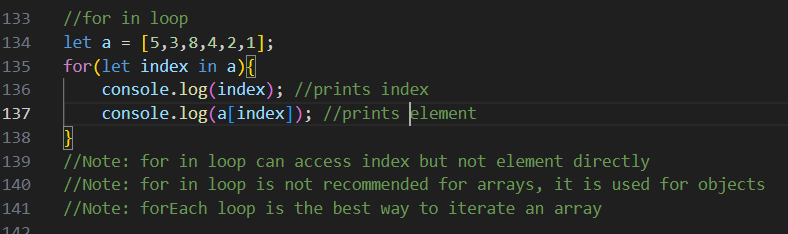 133 //for in loop
134 let a = [5,3,8,4,2,1];
135 for(let index in a){
136     console.log(index); //prints index
137     console.log(a[index]); //prints element
138 }
139 //Note: for in loop can access index but not element directly
140 //Note: for in loop is not recommended for arrays, it is used for objects
141 //Note: forEach loop is the best way to iterate an array
142